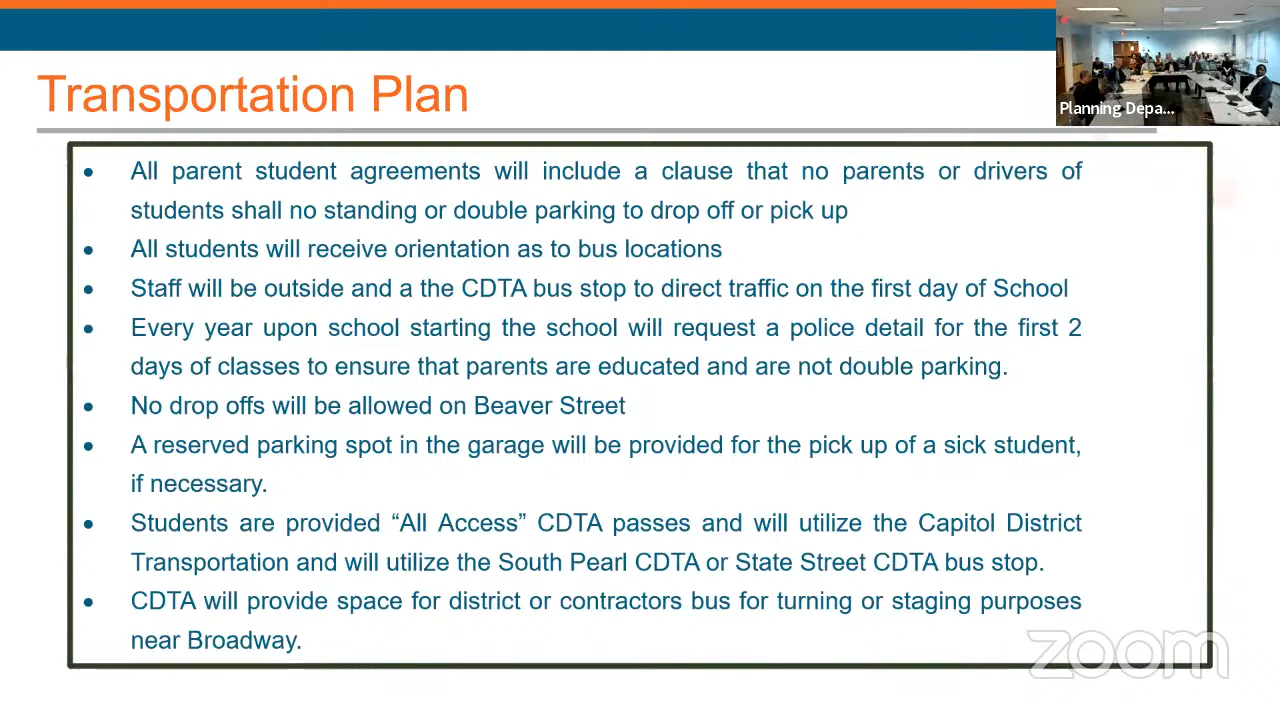 Transportation Plan
Planning Depa...
• All parent student agreements will include a clause that no parents or drivers of
students shall no standing or double parking to drop off or pick up
• All students will receive orientation as to bus locations
• Staff will be outside and a the CDTA bus stop to direct traffic on the first day of School
• Every year upon school starting the school will request a police detail for the first 2
days of classes to ensure that parents are educated and are not double parking.
• No drop offs will be allowed on Beaver Street
• A reserved parking spot in the garage will be provided for the pick up of a sick student,
if necessary.
• Students are provided “All Access” CDTA passes and will utilize the Capitol District
Transportation and will utilize the South Pearl CDTA or State Street CDTA bus stop.
• CDTA will provide space for district or contractors bus for turning or staging purposes
near Broadway.
zoom